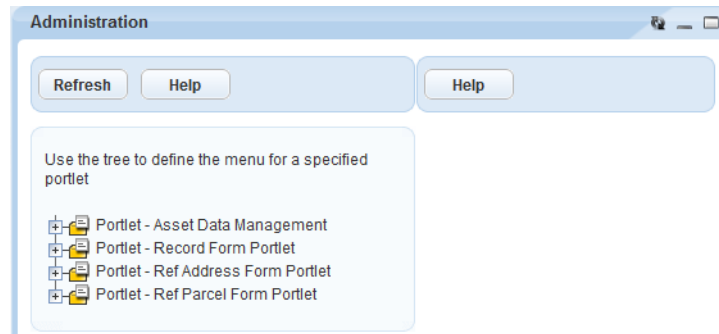 Administration
Refresh Help Help
Use the tree to define the menu for a specified
portlet
Portlet - Asset Data Management
Portlet - Record Form Portlet
Portlet - Ref Address Form Portlet
Portlet - Ref Parcel Form Portlet